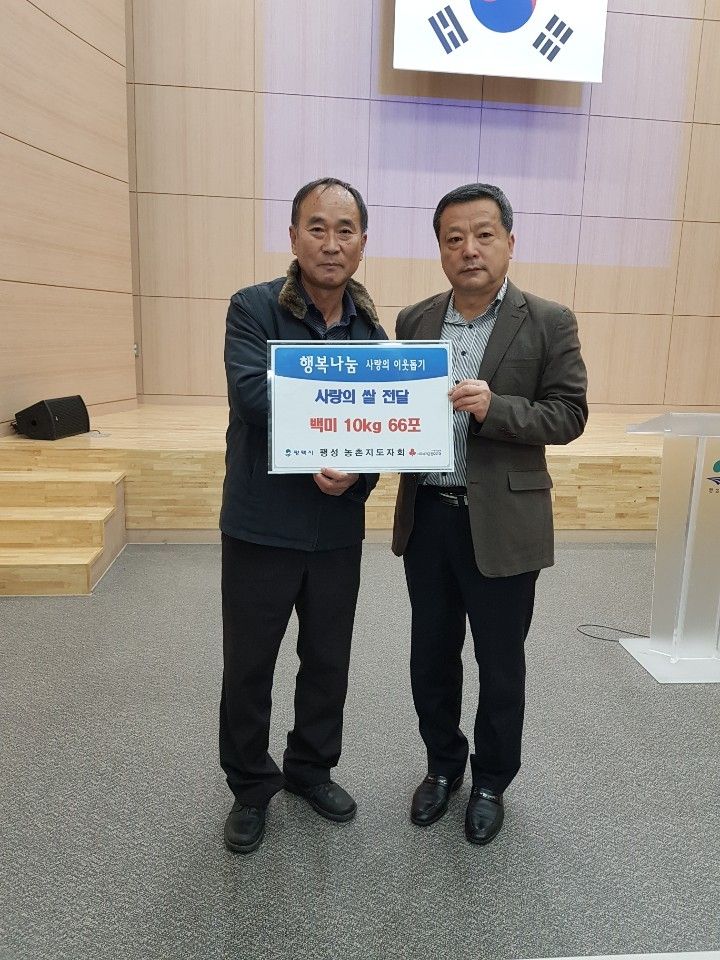 행복나눔 사랑의 이웃돕기
사랑의 쌀 전달
백미 10kg 66포
평택시 팽성 농촌지도자회